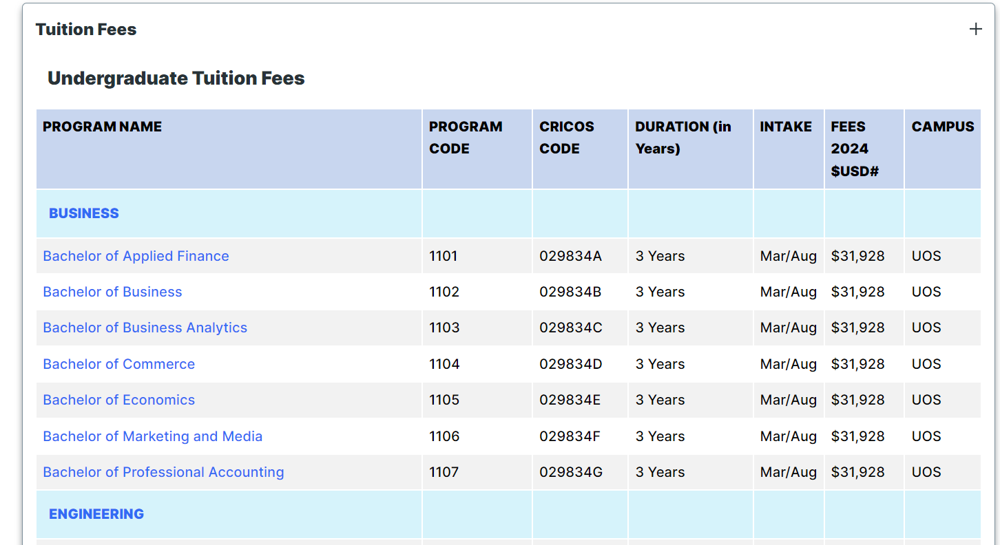 Tuition Fees +
Undergraduate Tuition Fees
PROGRAM NAME PROGRAM CODE CRICOS CODE DURATION (in Years) INTAKE FEES 2024 $USD# CAMPUS
BUSINESS
Bachelor of Applied Finance 1101 029834A 3 Years Mar/Aug $31,928 UOS
Bachelor of Business 1102 029834B 3 Years Mar/Aug $31,928 UOS
Bachelor of Business Analytics 1103 029834C 3 Years Mar/Aug $31,928 UOS
Bachelor of Commerce 1104 029834D 3 Years Mar/Aug $31,928 UOS
Bachelor of Economics 1105 029834E 3 Years Mar/Aug $31,928 UOS
Bachelor of Marketing and Media 1106 029834F 3 Years Mar/Aug $31,928 UOS
Bachelor of Professional Accounting 1107 029834G 3 Years Mar/Aug $31,928 UOS
ENGINEERING